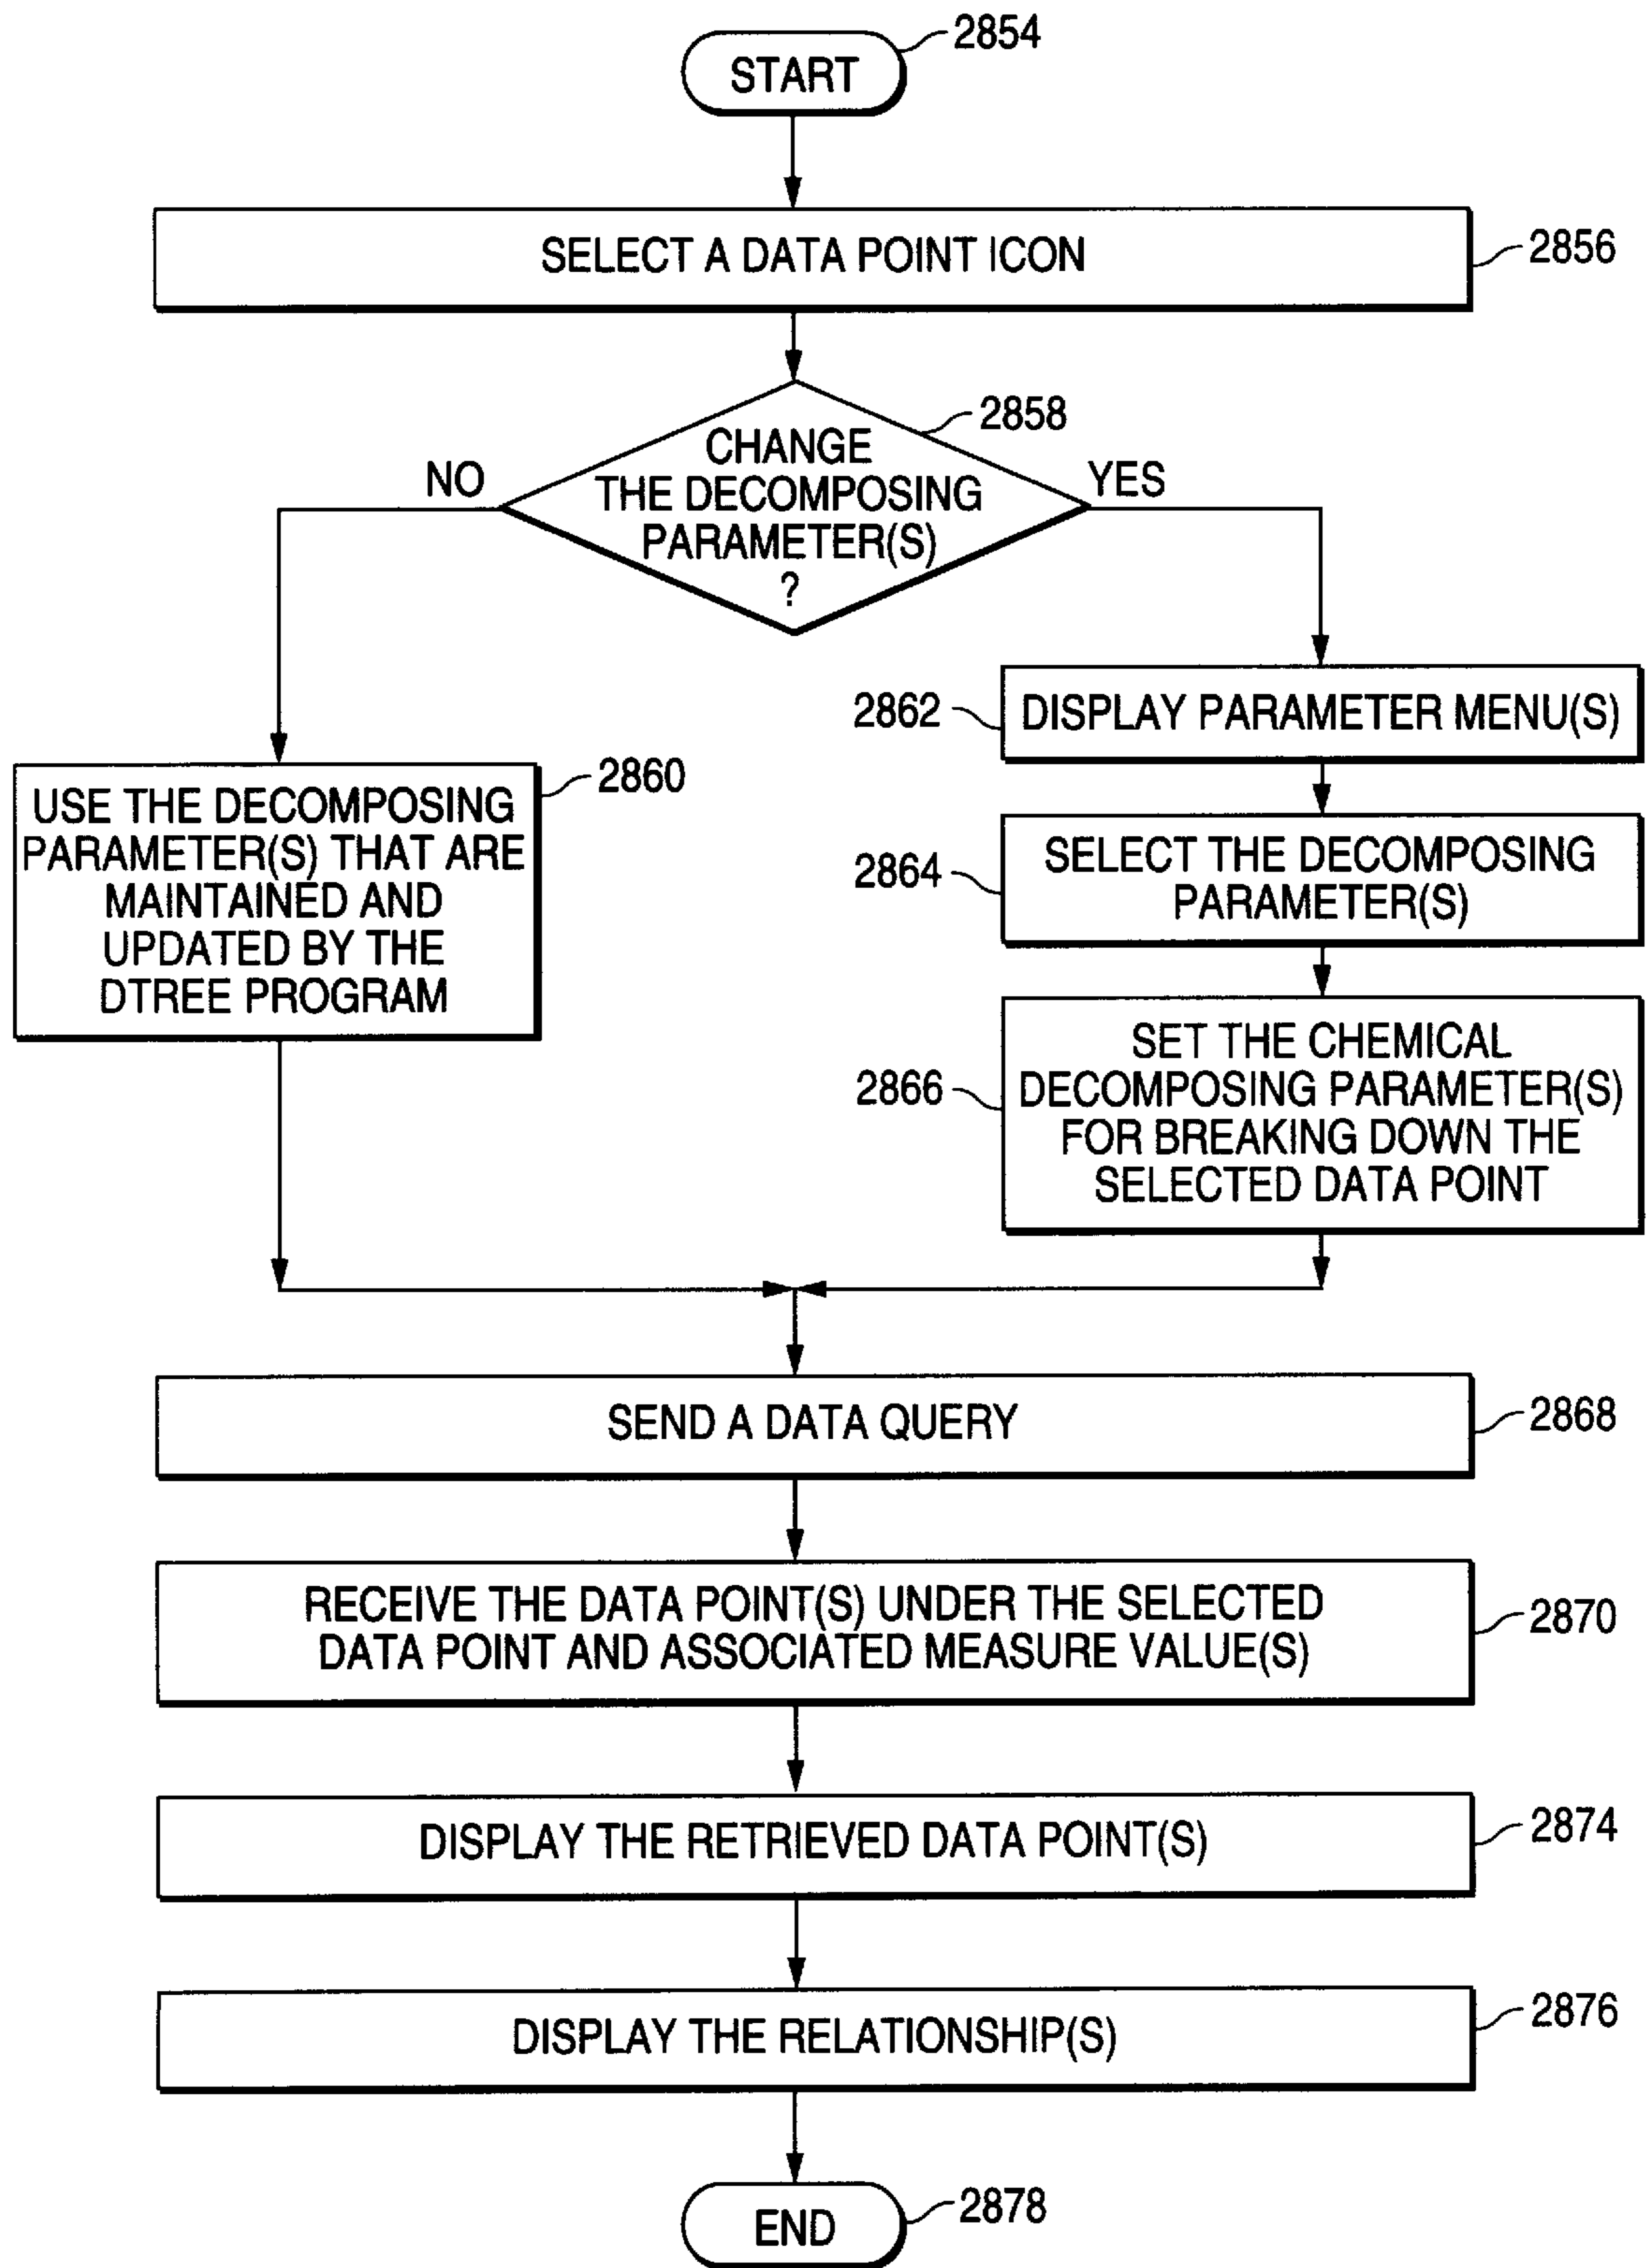 2854
START
SELECT A DATA POINT ICON
2856
2858
CHANGE
THE DECOMPOSING
PARAMETER(S)
?
NO
YES
2862
DISPLAY PARAMETER MENU(S)
2860
USE THE DECOMPOSING
PARAMETER(S) THAT ARE
MAINTAINED AND
UPDATED BY THE
DTREE PROGRAM
2864
SELECT THE DECOMPOSING
PARAMETER(S)
2866
SET THE CHEMICAL
DECOMPOSING PARAMETER(S)
FOR BREAKING DOWN THE
SELECTED DATA POINT
SEND A DATA QUERY
2868
RECEIVE THE DATA POINT(S) UNDER THE SELECTED
DATA POINT AND ASSOCIATED MEASURE VALUE(S)
2870
DISPLAY THE RETRIEVED DATA POINT(S)
2874
DISPLAY THE RELATIONSHIP(S)
2876
END
2878